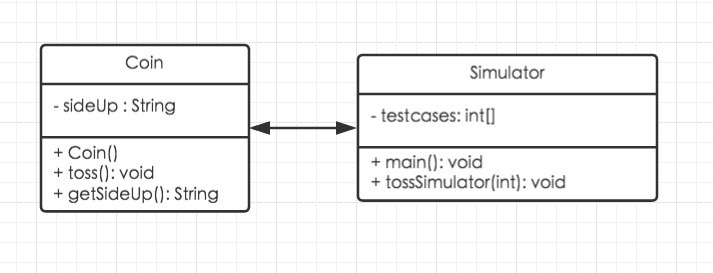 Coin
- sideUp : String
+ Coin()
+ toss(): void
+ getSideUp(): String
Simulator
- testcases: int[]
+ main(): void
+ tossSimulator(int): void